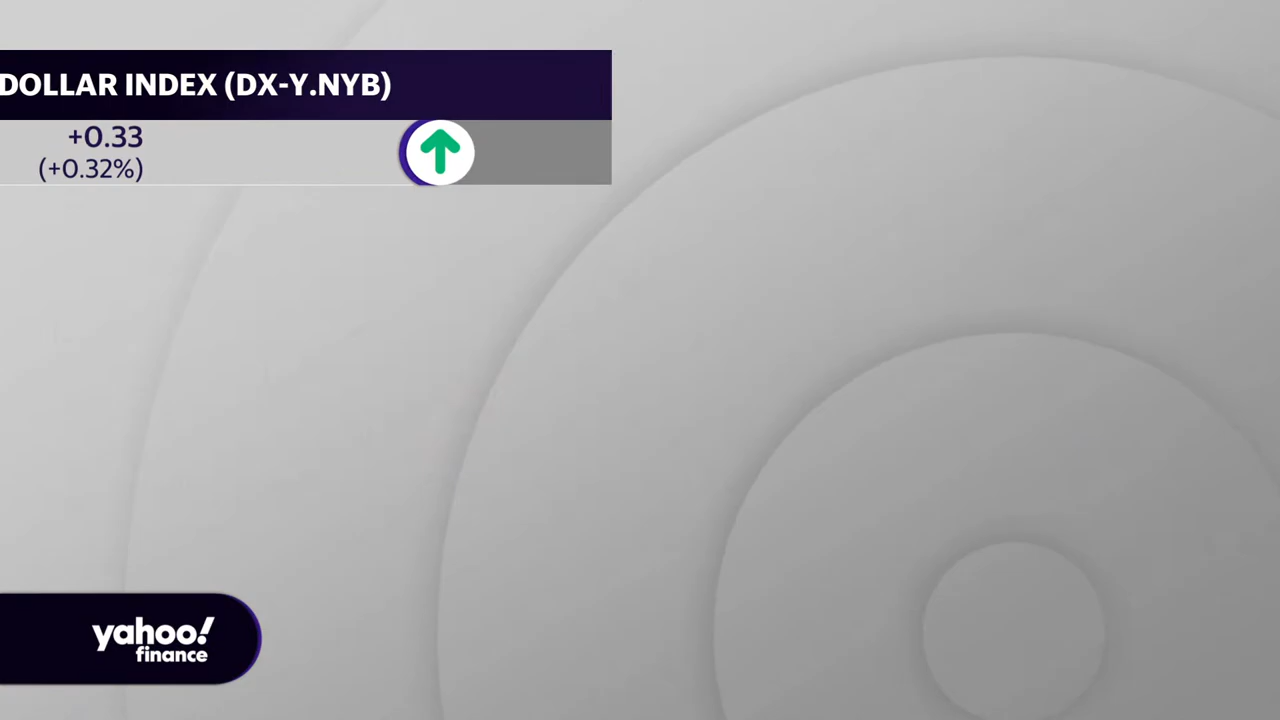 DOLLAR INDEX (DX-Y.NYB)
+0.33
(+0.32%)
yahoo!
finance